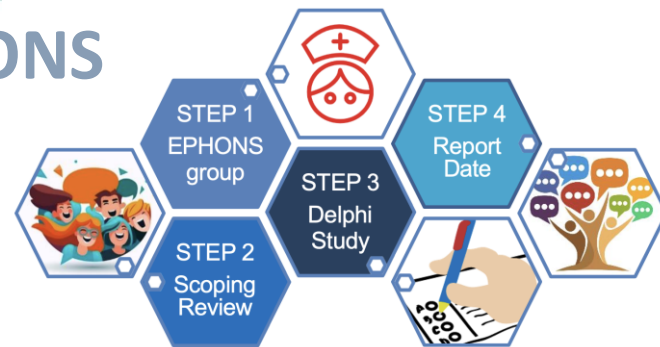 ONS
STEP 1
EPHONS
group
STEP 2
Scoping
Review
STEP 3
Delphi
Study
STEP 4
Report
Date